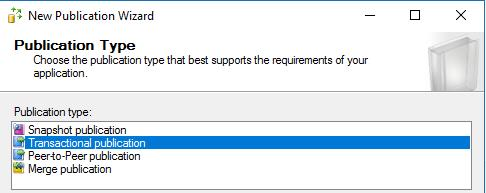 New Publication Wizard
Publication Type
Choose the publication type that best supports the requirements of your
application.
Publication type:
Snapshot publication
Transactional publication
Peer-to-Peer publication
Merge publication